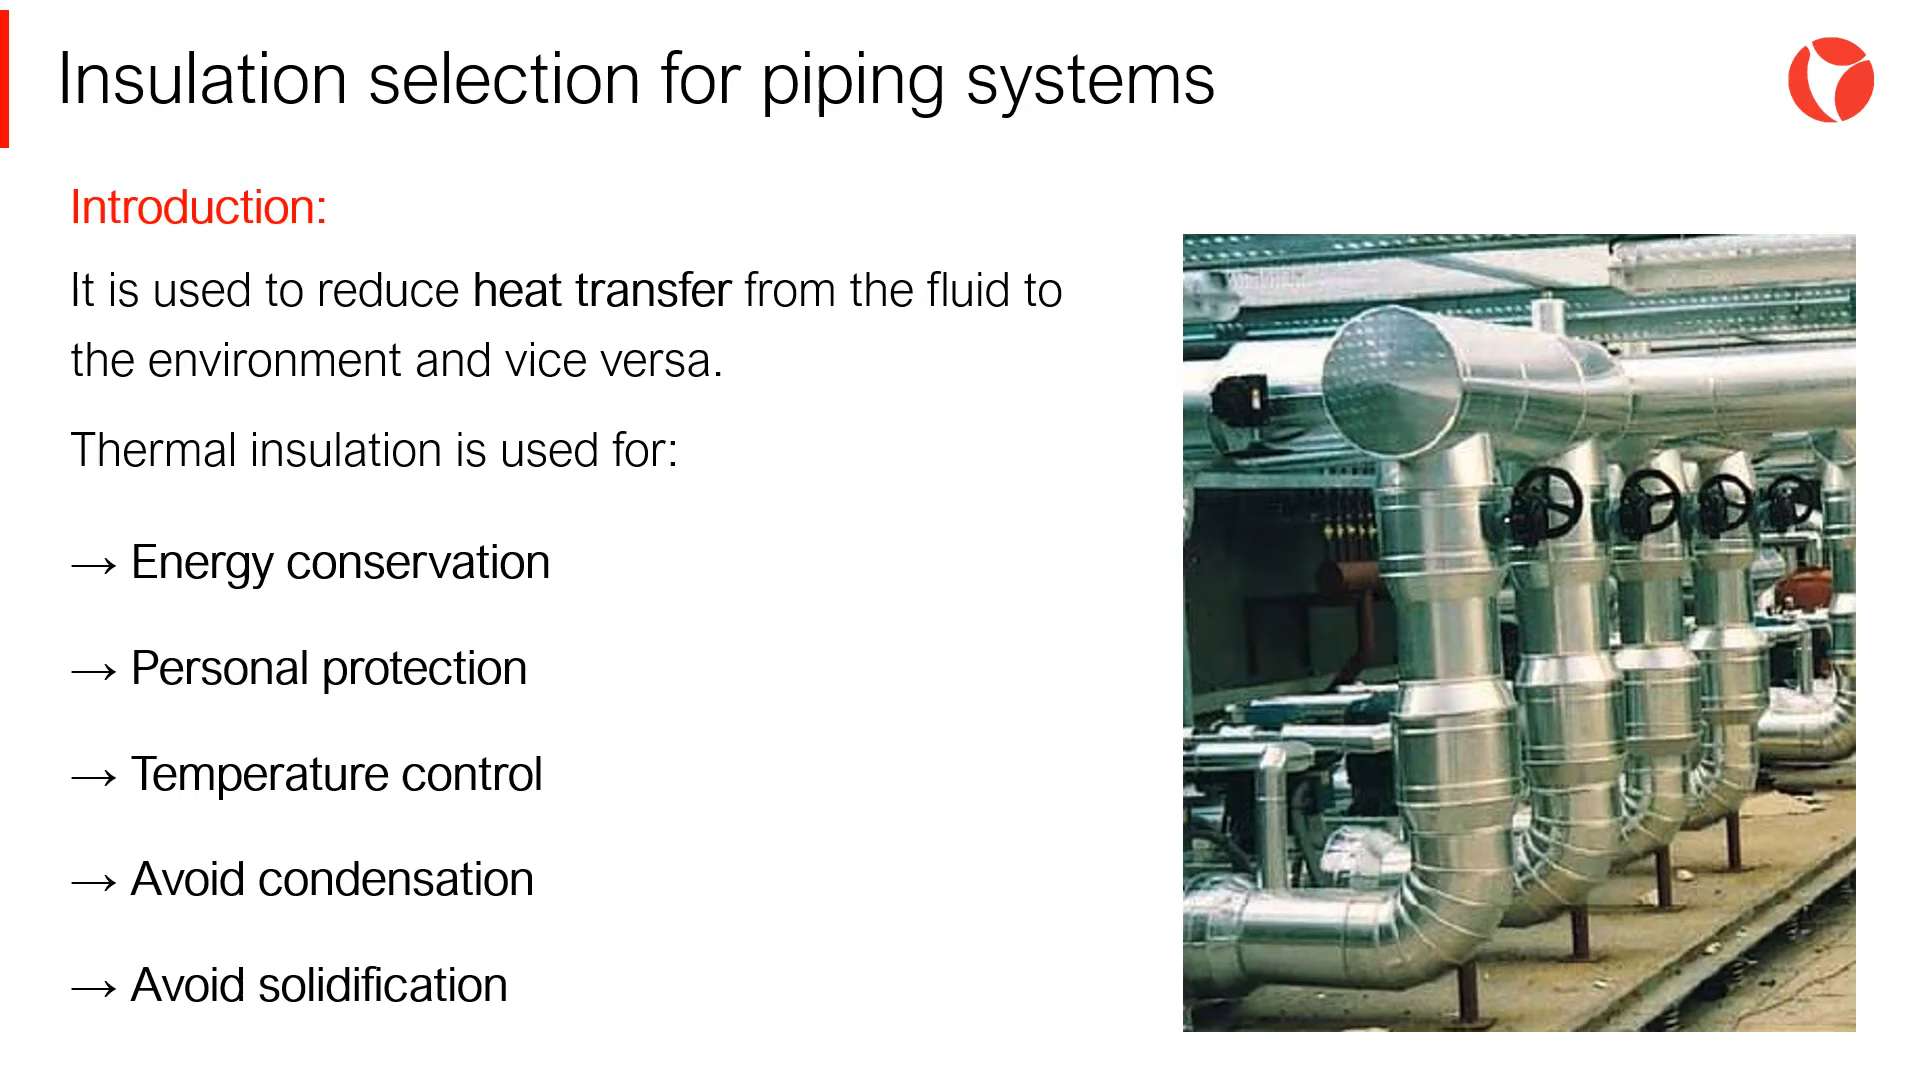 Insulation selection for piping systems
Introduction:
It is used to reduce heat transfer from the fluid to
the environment and vice versa.
Thermal insulation is used for:
→ Energy conservation
→ Personal protection
→ Temperature control
→ Avoid condensation
→ Avoid solidification